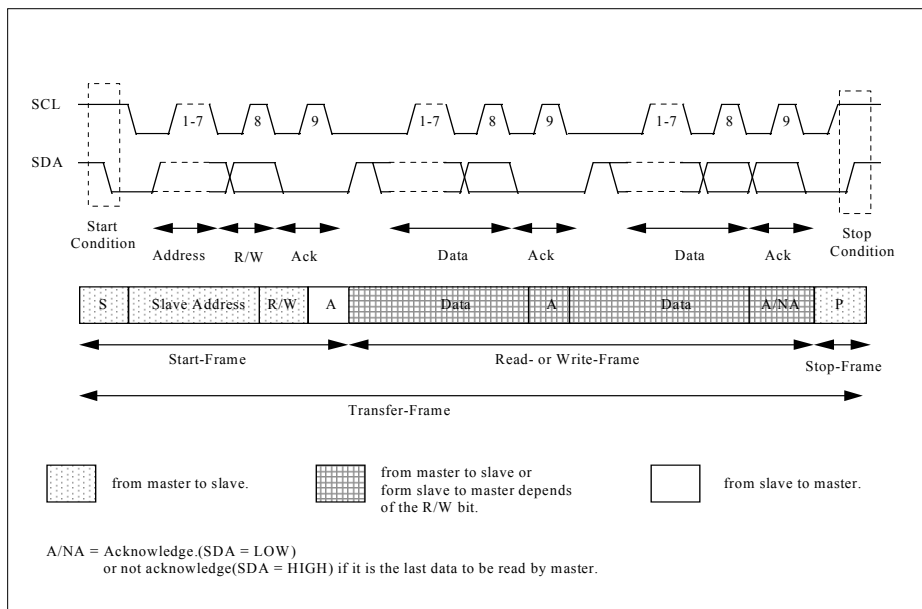 SCL
1-7 8 9 1-7 8 9 1-7 8 9
SDA
Start
Condition
Address R/W Ack Data Ack Data Ack
Stop
Condition
S Slave Address R/W A Data A Data A/NA P
Start-Frame Read- or Write-Frame Stop-Frame
Transfer-Frame
from master to slave.
from master to slave or
form slave to master depends
of the R/W bit.
from slave to master.
A/NA = Acknowledge.(SDA = LOW)
or not acknowledge(SDA = HIGH) if it is the last data to be read by master.